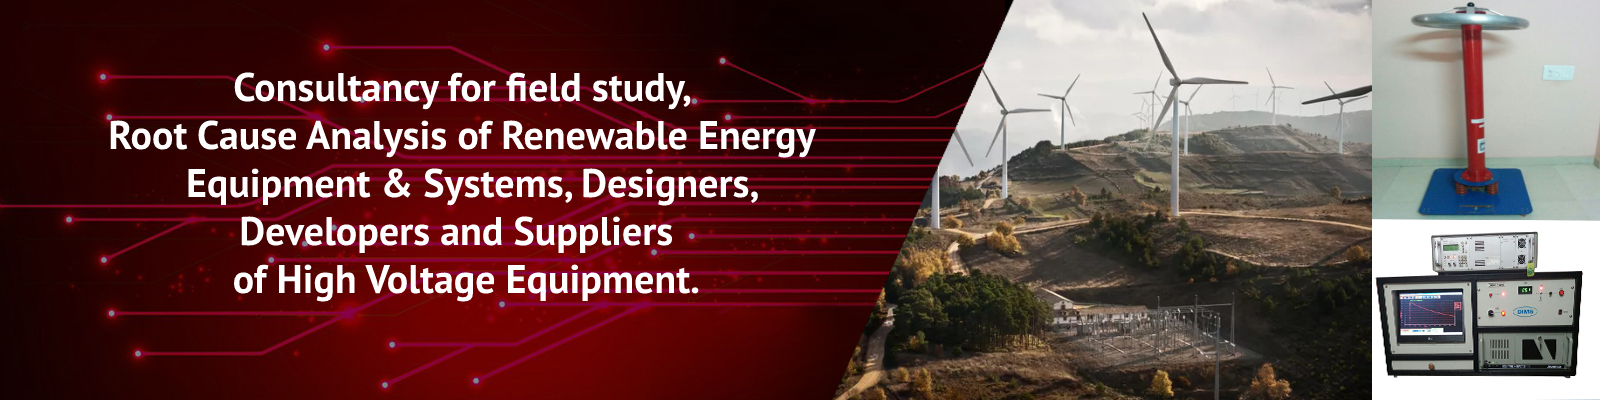 Consultancy for field study,
Root Cause Analysis of Renewable Energy
Equipment & Systems, Designers,
Developers and Suppliers
of High Voltage Equipment.